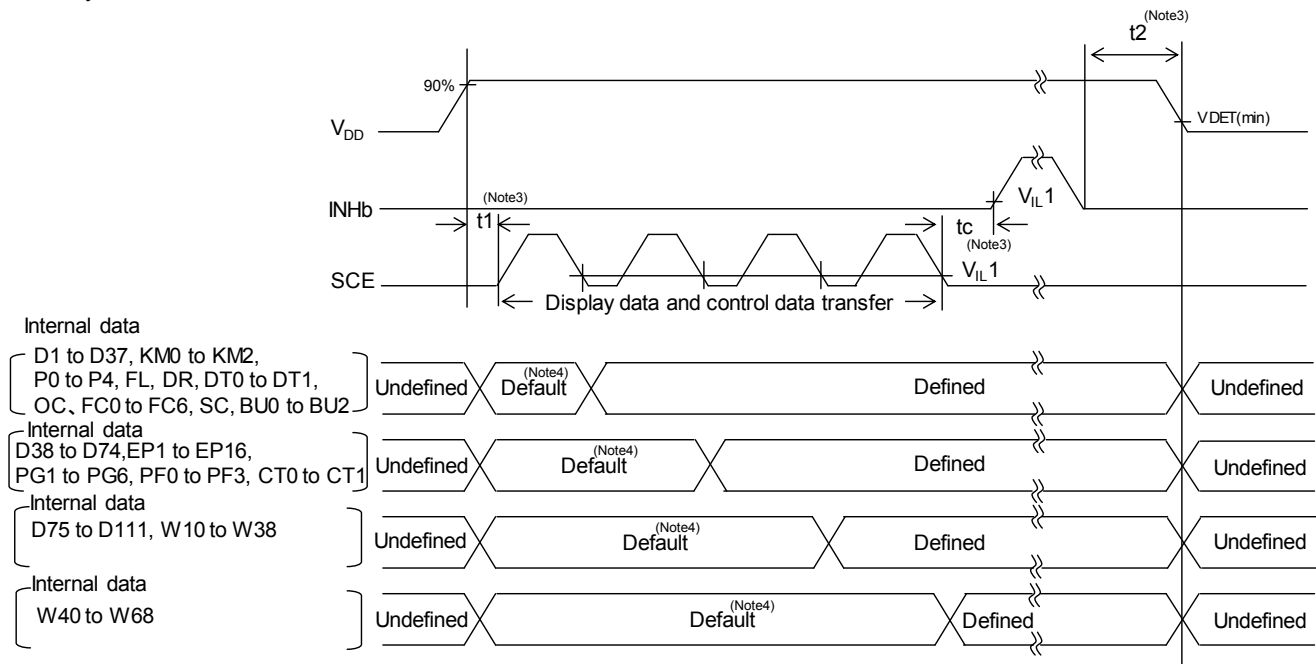 (Note3)
t2
90%
VDD
VDET(min)
INHb
(Note3)
t1
VIL1
tc
(Note3)
VIL1
SCE
Display data and control data transfer
Internal data
D1 to D37, KM0 to KM2,
P0 to P4, FL, DR, DT0 to DT1,
OC、FC0 to FC6, SC, BU0 to BU2
Undefined
Default
(Note4)
Defined
Undefined
Internal data
D38 to D74,EP1 to EP16,
PG1 to PG6, PF0 to PF3, CT0 to CT1
Undefined
Default
(Note4)
Defined
Undefined
Internal data
D75 to D111, W10 to W38
Undefined
Default
(Note4)
Defined
Undefined
Internal data
W40 to W68
Undefined
Default
(Note4)
Defined
Undefined